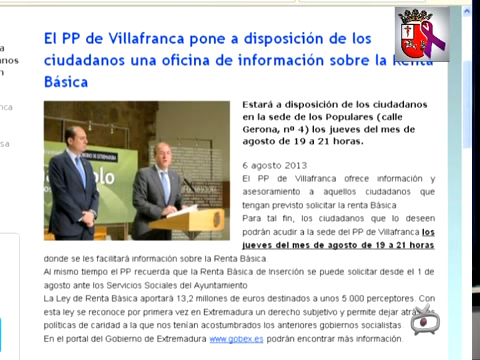 El PP de Villafranca pone a disposición de los
ciudadanos una oficina de información sobre la Renta
Básica
Estará a disposición de los ciudadanos
en la sede de los Populares (calle
Gerona, nº 4) los jueves del mes de
agosto de 19 a 21 horas.
6 agosto 2013
El PP de Villafranca ofrece información y
asesoramiento a aquellos ciudadanos que
tengan previsto solicitar la renta Básica
Para tal fin, los ciudadanos que lo deseen
podrán acudir a la sede del PP de Villafranca los
jueves del mes de agosto de 19 a 21 horas
donde se les facilitará información sobre la Renta Básica
Al mismo tiempo el PP recuerda que la Renta Básica de Inserción se puede solicitar desde el 1 de
agosto ante los Servicios Sociales del Ayuntamiento
La Ley de Renta Básica aportará 13,2 millones de euros destinados a unos 5.000 perceptores. Con
esta ley se reconoce por primera vez en Extremadura un derecho subjetivo y permite dejar atrás las
políticas de caridad a la que nos tenían acostumbrados los anteriores gobiernos socialistas.
En el portal del Gobierno de Extremadura www.gobex.es podrán encontrar más información.